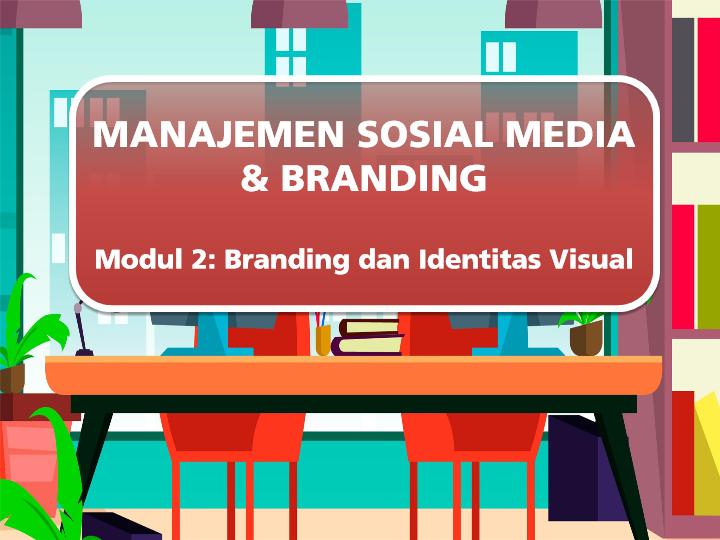 MANAJEMEN SOSIAL MEDIA
& BRANDING
Modul 2: Branding dan Identitas Visual